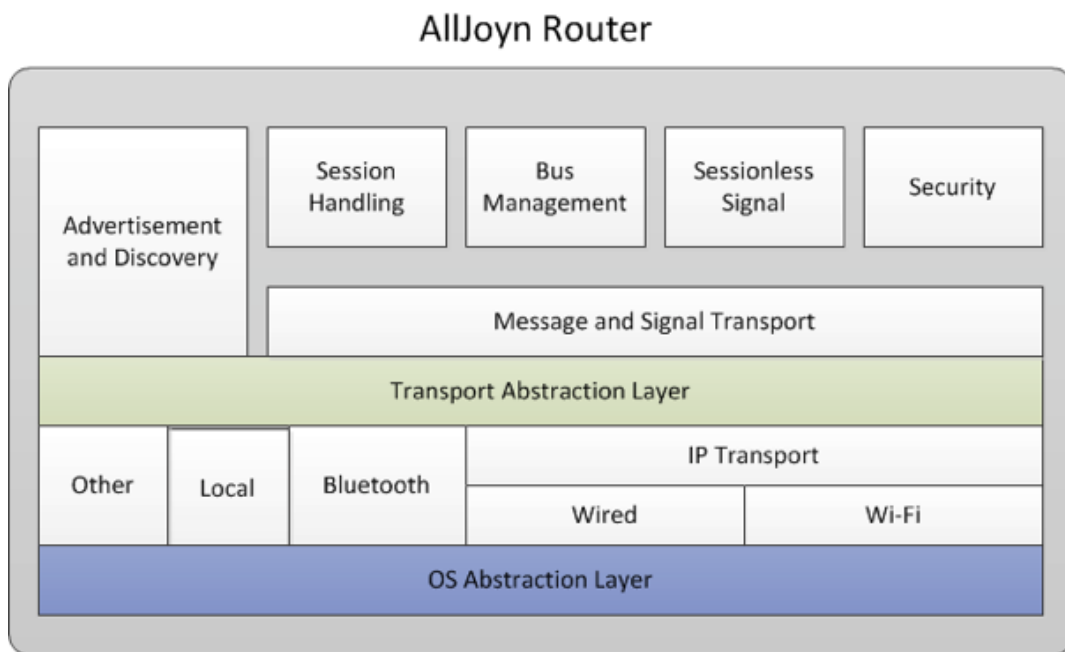 AllJoyn Router
Advertisement
and Discovery
Session
Handling
Bus
Management
Sessionless
Signal
Security
Message and Signal Transport
Transport Abstraction Layer
Other
Local
Bluetooth
IP Transport
Wired
Wi-Fi
OS Abstraction Layer